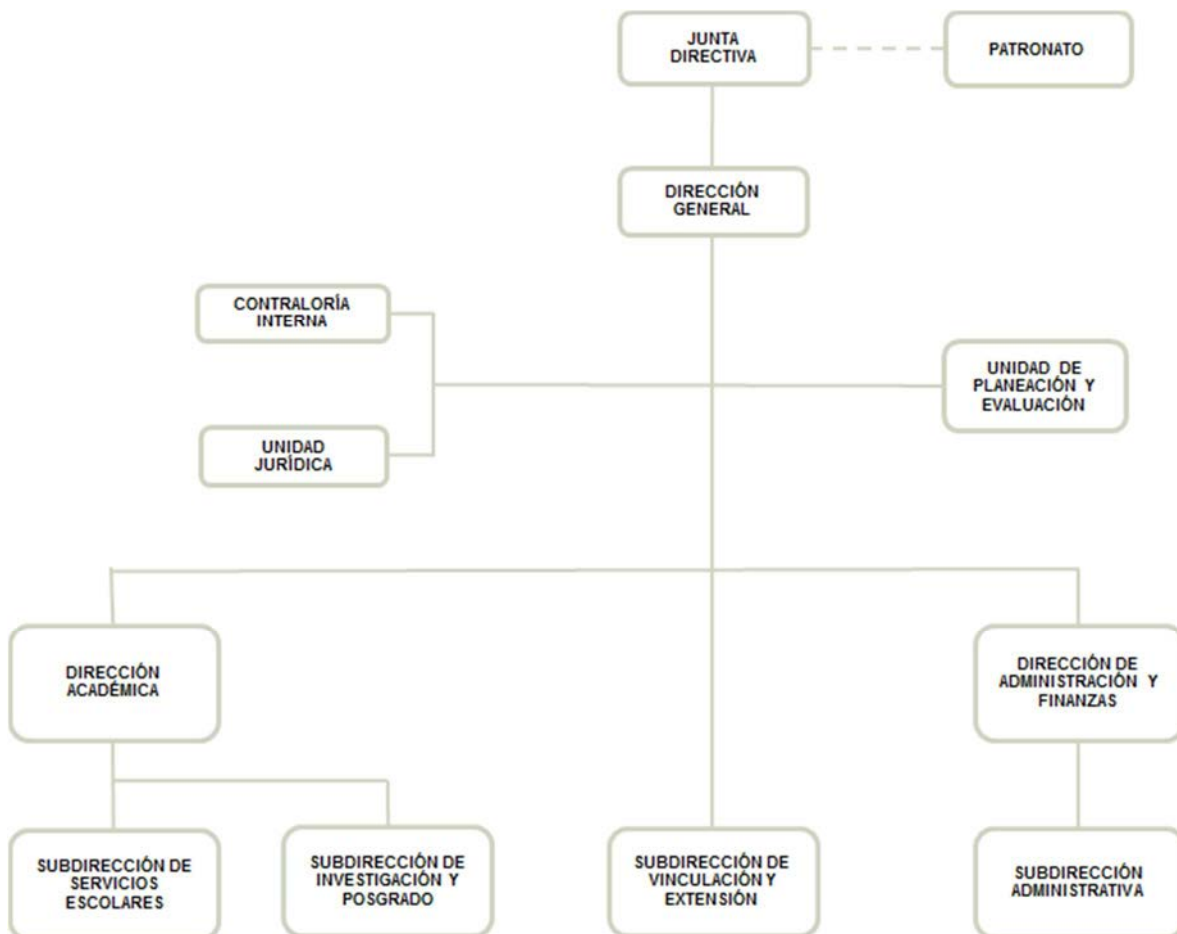 JUNTA
DIRECTIVA
PATRONATO
DIRECCIÓN
GENERAL
CONTRALORÍA
INTERNA
UNIDAD DE
PLANEACIÓN Y
EVALUACIÓN
UNIDAD
JURÍDICA
DIRECCIÓN
ACADÉMICA
DIRECCIÓN DE
ADMINISTRACIÓN Y
FINANZAS
SUBDIRECCIÓN DE
SERVICIOS
ESCOLARES
SUBDIRECCIÓN DE
INVESTIGACIÓN Y
POSGRADO
SUBDIRECCIÓN DE
VINCULACIÓN Y
EXTENSIÓN
SUBDIRECCIÓN
ADMINISTRATIVA